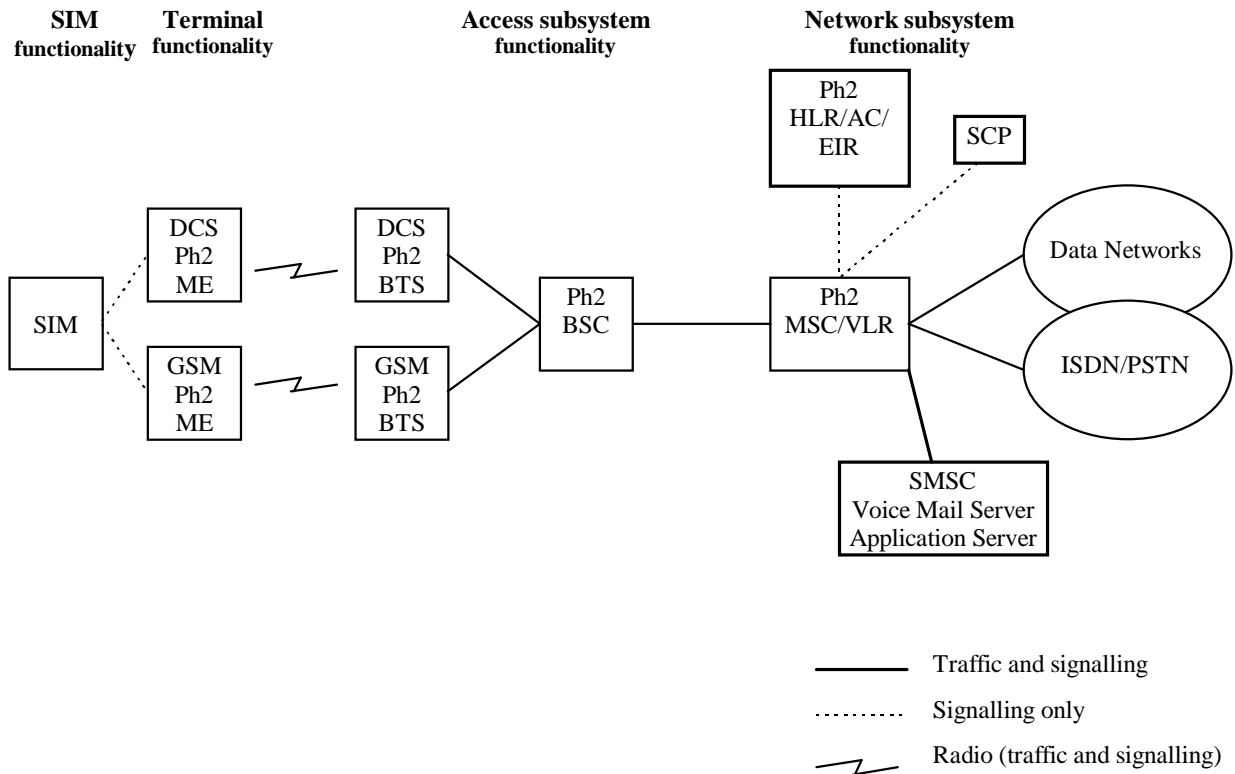 SIM
functionality
Terminal
functionality
Access subsystem
functionality
Network subsystem
functionality
Ph2
HLR/AC/
EIR
SCP
DCS
Ph2
ME
DCS
Ph2
BTS
Data Networks
SIM
Ph2
BSC
Ph2
MSC/VLR
GSM
Ph2
ME
GSM
Ph2
BTS
ISDN/PSTN
SMSC
Voice Mail Server
Application Server
Traffic and signalling
Signalling only
Radio (traffic and signalling)